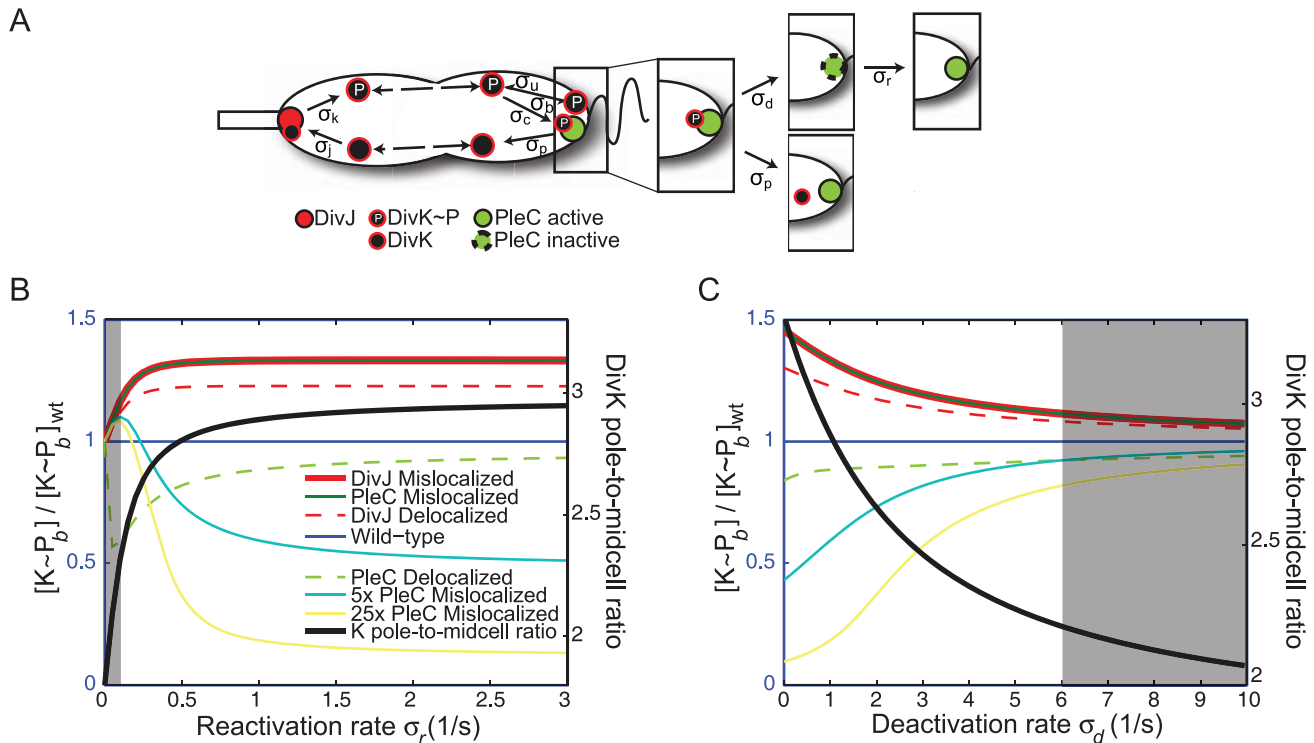 A
P
P
P
P
P
σu
σb
σc
σk
σj
σp
σd
σp
σr
DivJ
DivK~P
PleC active
DivK
PleC inactive
B
[K~Pb] / [K~Pb]wt
1.5
1
0.5
0
3
2.5
2
DivJ Mislocalized
PleC Mislocalized
DivJ Delocalized
Wild-type
PleC Delocalized
5x PleC Mislocalized
25x PleC Mislocalized
K pole-to-midcell ratio
0 0.5 1 1.5 2 2.5 3
Reactivation rate σr (1/s)
DivK pole-to-midcell ratio
C
[K~Pb] / [K~Pb]wt
1.5
1
0.5
0
3
2.5
2
0 1 2 3 4 5 6 7 8 9 10
Deactivation rate σd (1/s)
DivK pole-to-midcell ratio